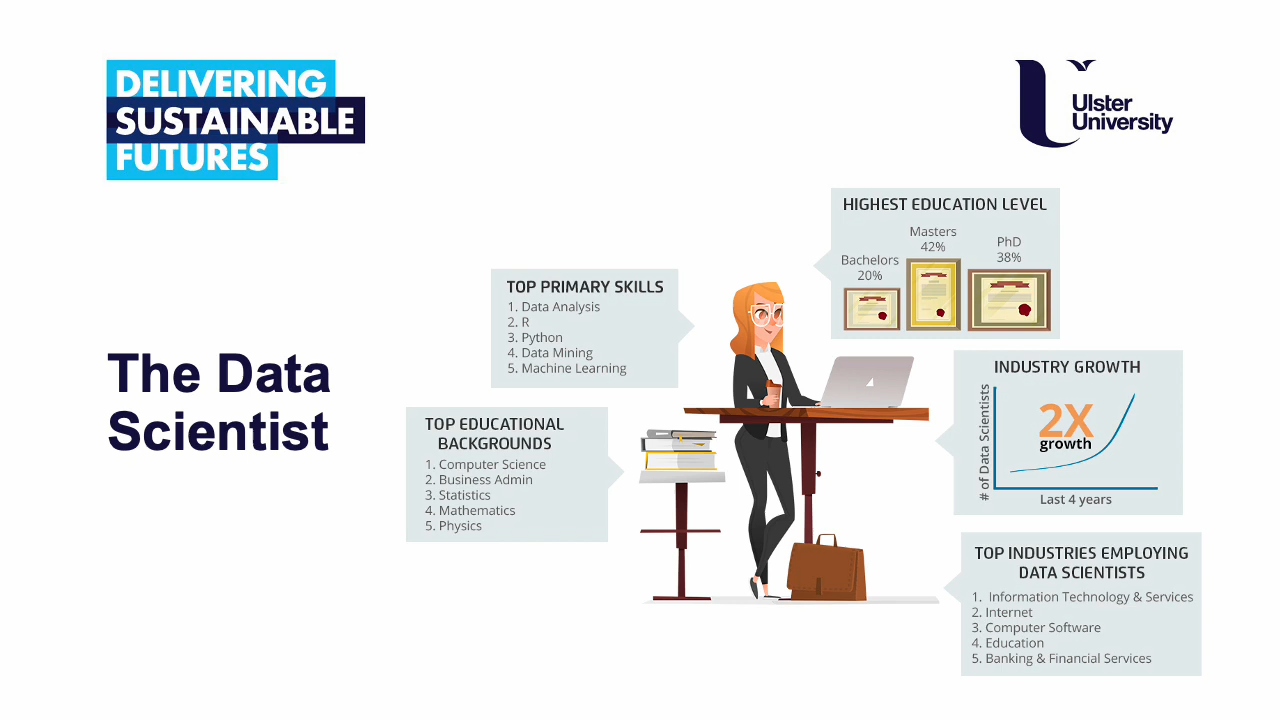 DELIVERING
SUSTAINABLE
FUTURES
Ulster
University
The Data
Scientist
HIGHEST EDUCATION LEVEL
Bachelors
20%
Masters
42%
PhD
38%
TOP PRIMARY SKILLS
1. Data Analysis
2. R
3. Python
4. Data Mining
5. Machine Learning
TOP EDUCATIONAL
BACKGROUNDS
1. Computer Science
2. Business Admin
3. Statistics
4. Mathematics
5. Physics
INDUSTRY GROWTH
# of Data Scientists
2X
growth
Last 4 years
TOP INDUSTRIES EMPLOYING
DATA SCIENTISTS
1. Information Technology & Services
2. Internet
3. Computer Software
4. Education
5. Banking & Financial Services